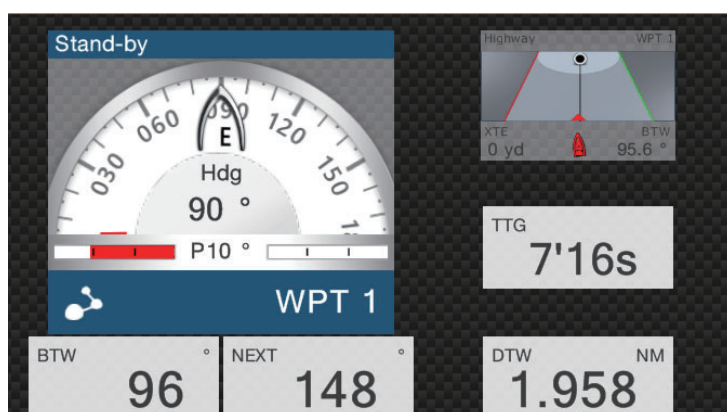 Stand-by
030 060 090 120 150
E
Hdg
90 °
P10 °
WPT 1
BTW °
96
NEXT °
148
Highway WPT 1
XTE BTW
0 yd 95.6 °
TTG
7'16s
DTW NM
1.958